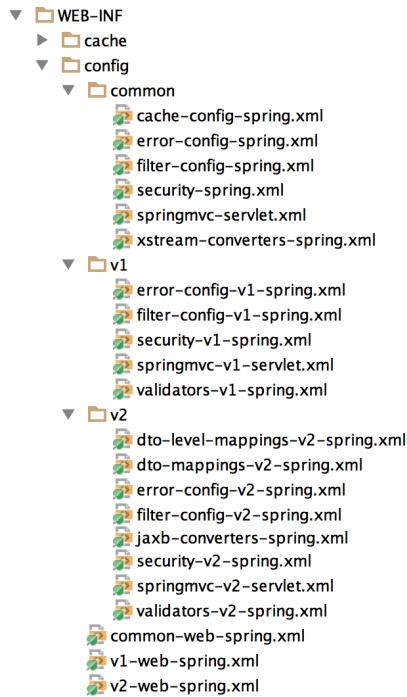 WEB-INF
cache
config
common
cache-config-spring.xml
error-config-spring.xml
filter-config-spring.xml
security-spring.xml
springmvc-servlet.xml
xstream-converters-spring.xml
v1
error-config-v1-spring.xml
filter-config-v1-spring.xml
security-v1-spring.xml
springmvc-v1-servlet.xml
validators-v1-spring.xml
v2
dto-level-mappings-v2-spring.xml
dto-mappings-v2-spring.xml
error-config-v2-spring.xml
filter-config-v2-spring.xml
jaxb-converters-spring.xml
security-v2-spring.xml
springmvc-v2-servlet.xml
validators-v2-spring.xml
common-web-spring.xml
v1-web-spring.xml
v2-web-spring.xml